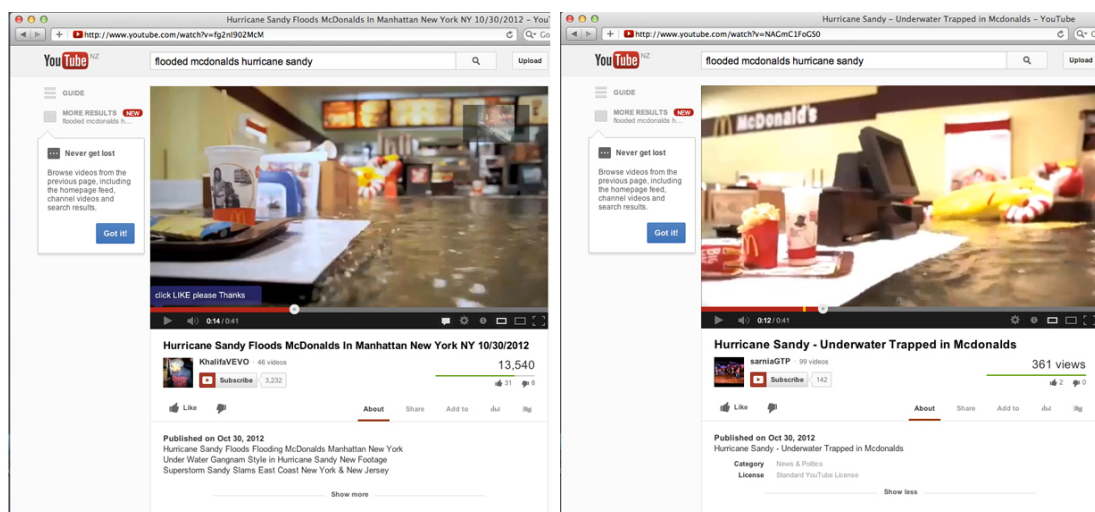 Hurricane Sandy Floods McDonalds In Manhattan New York NY 10/30/2012 – You
http://www.youtube.com/watch?v=fg2nl902McM
Go
YouTube NZ
flooded mcdonalds hurricane sandy
Upload
GUIDE
MORE RESULTS NEW
flooded mcdonalds h...
Never get lost
Browse videos from the
previous page, including
the homepage feed,
channel videos and
search results.
Got it!
click LIKE please Thanks
0:14 / 0:41
Hurricane Sandy Floods McDonalds In Manhattan New York NY 10/30/2012
KhalifaVEVO · 46 videos
Subscribe 3,232
13,540
31 8
Like
About Share Add to
Published on Oct 30, 2012
Hurricane Sandy Floods Flooding McDonalds Manhattan New York
Under Water Gangnam Style in Hurricane Sandy New Footage
Superstorm Sandy Slams East Coast New York & New Jersey
Show more
Hurricane Sandy – Underwater Trapped in Mcdonalds – YouTube
http://www.youtube.com/watch?v=NAGmC1FoGS0
YouTube NZ
flooded mcdonalds hurricane sandy
Upload
GUIDE
MORE RESULTS NEW
flooded mcdonalds h...
Never get lost
Browse videos from the
previous page, including
the homepage feed,
channel videos and
search results.
Got it!
McDonald's
0:12 / 0:41
Hurricane Sandy - Underwater Trapped in Mcdonalds
sarniaGTP · 99 videos
Subscribe 142
361 views
2 0
Like
About Share Add to
Published on Oct 30, 2012
Hurricane Sandy - Underwater Trapped in Mcdonalds
Category News & Politics
License Standard YouTube License
Show less